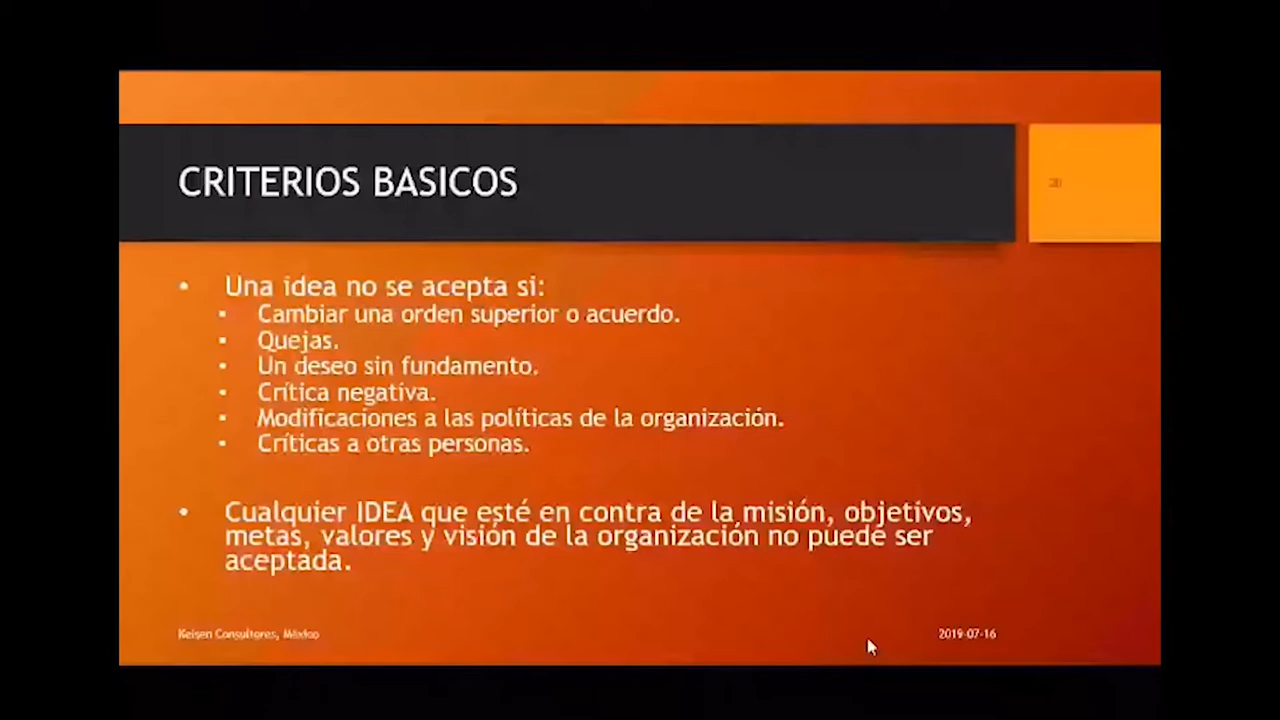 CRITERIOS BASICOS
• Una idea no se acepta si:
• Cambiar una orden superior o acuerdo.
• Quejas.
• Un deseo sin fundamento.
• Crítica negativa.
• Modificaciones a las políticas de la organización.
• Críticas a otras personas.
• Cualquier IDEA que esté en contra de la misión, objetivos,
metas, valores y visión de la organización no puede ser
aceptada.
Keisen Consultores, México
2019-07-16